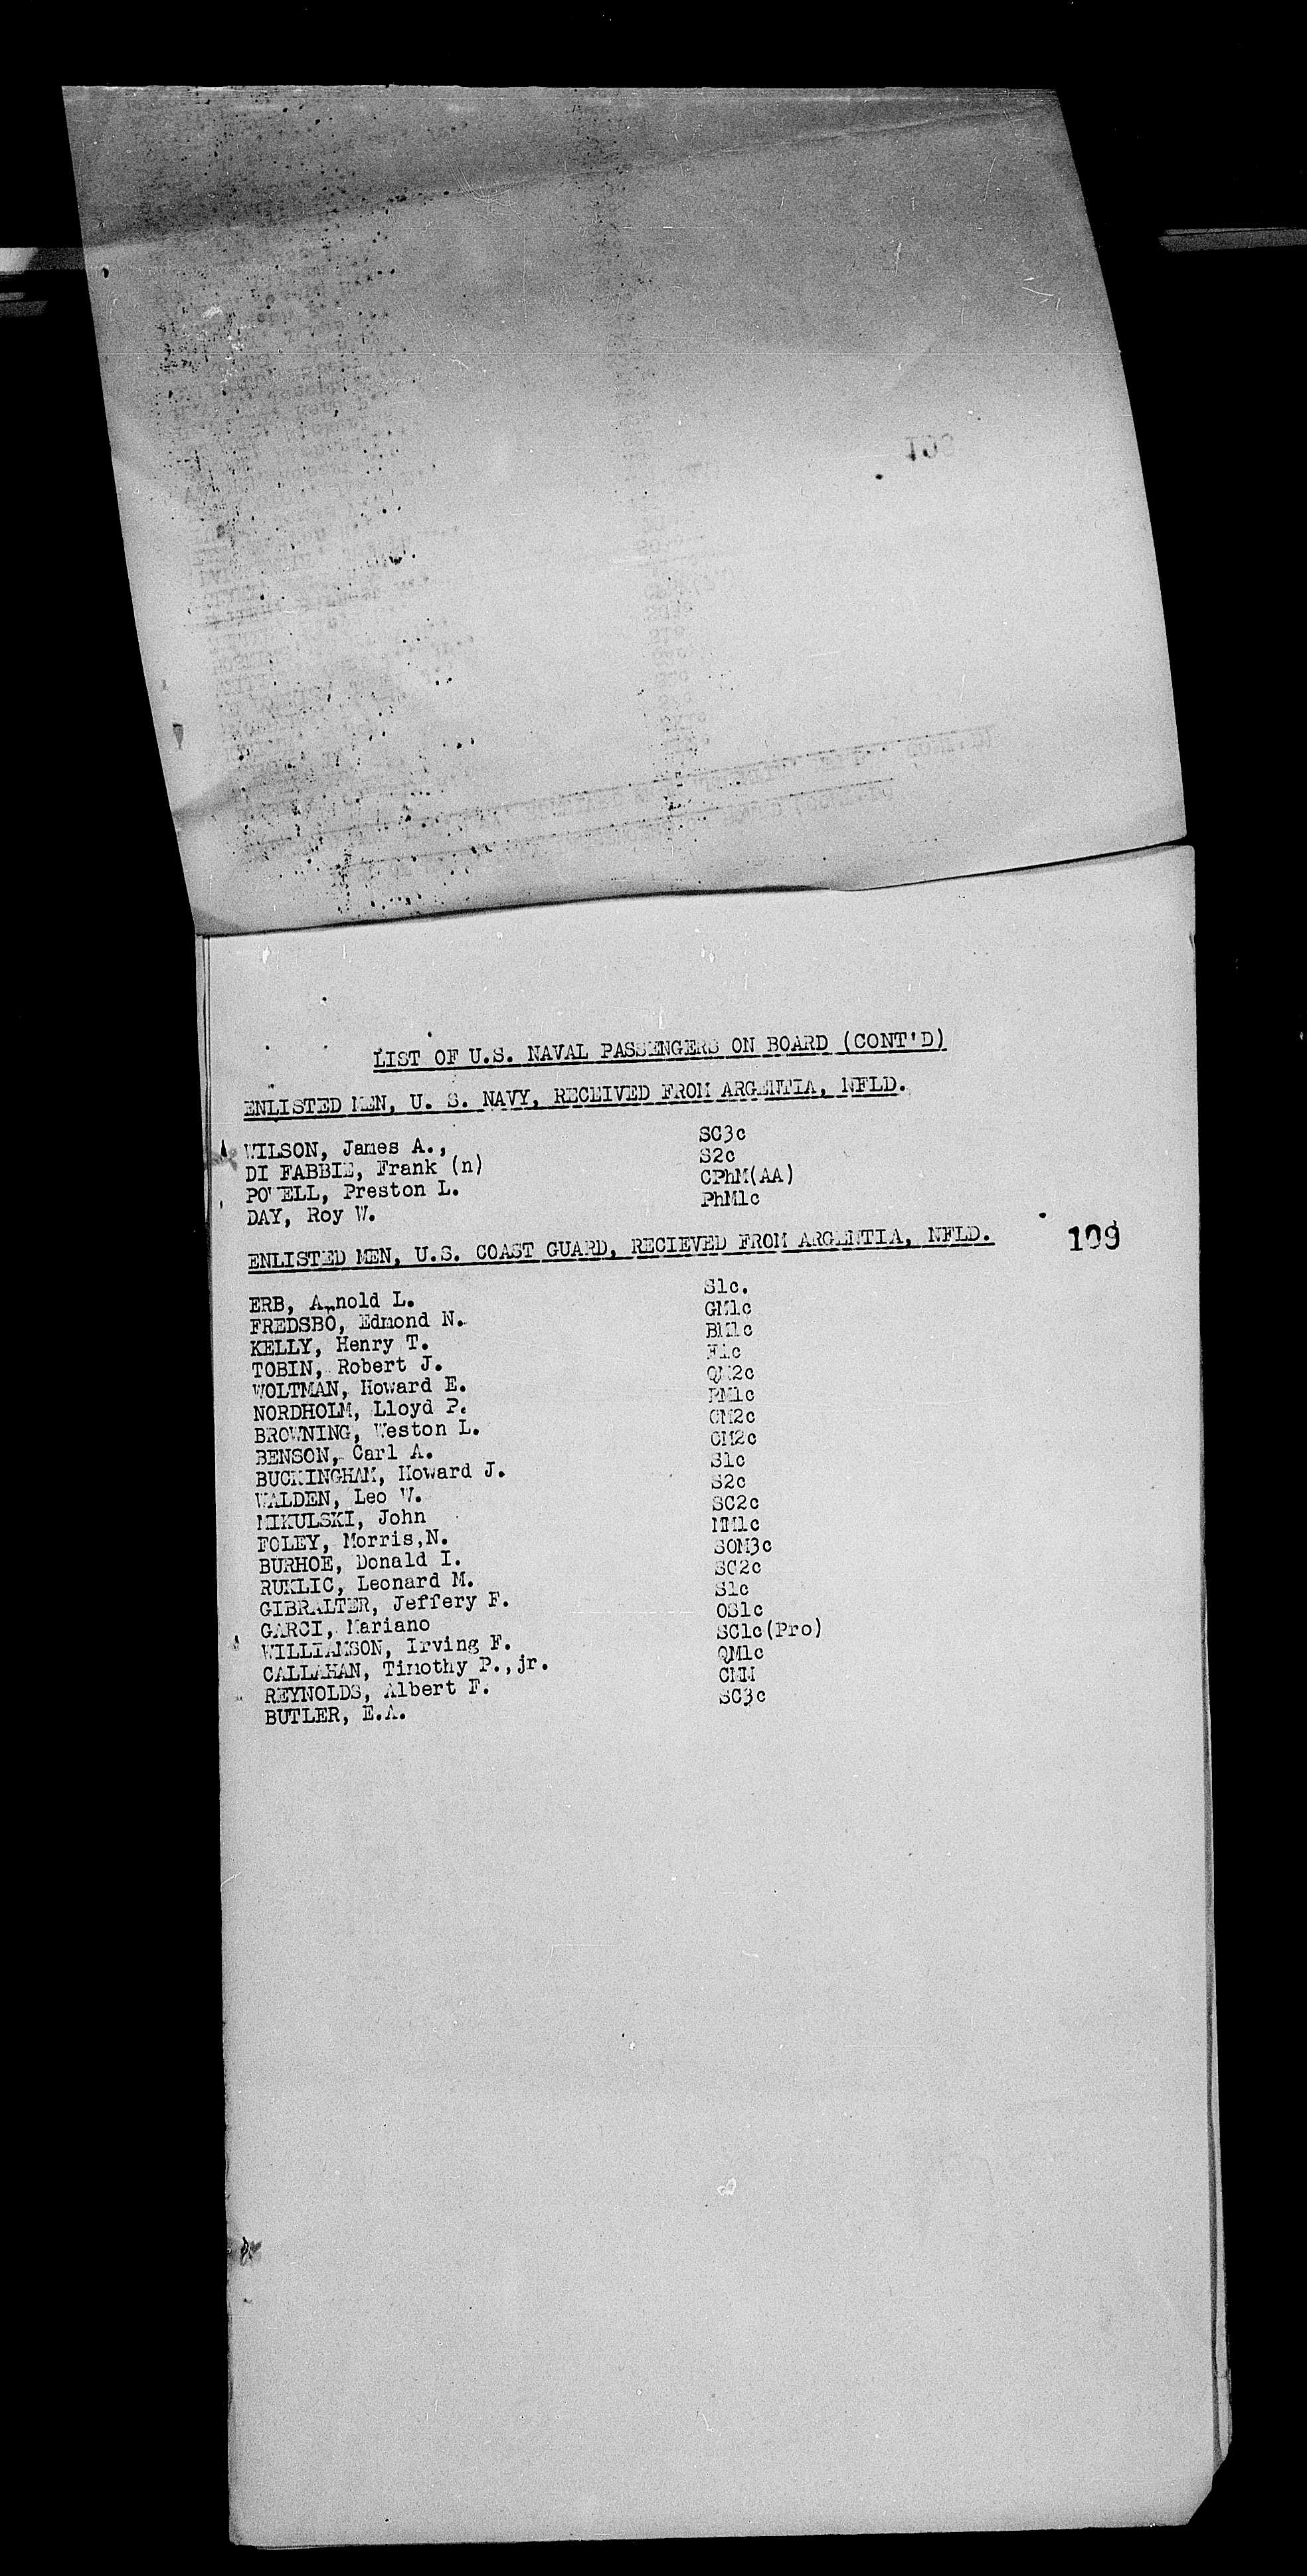 LIST OF U.S. NAVAL PASSENGERS ON BOARD (CONT'D)
ENLISTED MEN, U. S. NAVY, RECEIVED FROM ARGENTIA, NFLD.
WILSON, James A., SC3c
DI FABBIE, Frank (n) S2c
POWELL, Preston L. CPhM(AA)
DAY, Roy W. PhM1c
109
ENLISTED MEN, U.S. COAST GUARD, RECIEVED FROM ARGENTIA, NFLD.
ERB, Arnold L. S1c.
FREDSBO, Edmond N. GM1c
KELLY, Henry T. BM1c
TOBIN, Robert J. F1c
WOLTMAN, Howard E. QM2c
NORDHOLM, Lloyd P. PM1c
BROWNING, Weston L. CM2c
BENSON, Carl A. CM2c
BUCKINGHAM, Howard J. S1c
WALDEN, Leo W. S2c
MIKULSKI, John SC2c
FOLEY, Morris,N. MM1c
BURHOE, Donald I. SOM3c
RUKLIC, Leonard M. SC2c
GIBRALTER, Jeffery F. S1c
GARCI, Mariano OS1c
WILLIAMSON, Irving F. SC1c(Pro)
CALLAHAN, Timothy P.,jr. QM1c
REYNOLDS, Albert F. CMM
BUTLER, E.A. SC3c